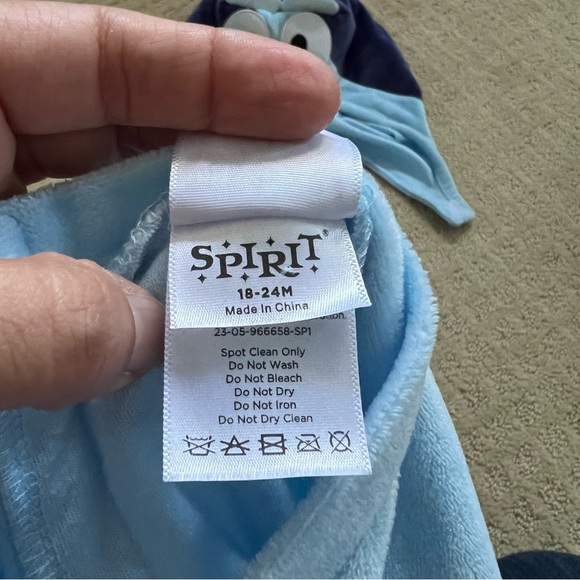 SPIRIT®
18-24M
Made In China
23-05-966658-SP1
Spot Clean Only
Do Not Wash
Do Not Bleach
Do Not Dry
Do Not Iron
Do Not Dry Clean